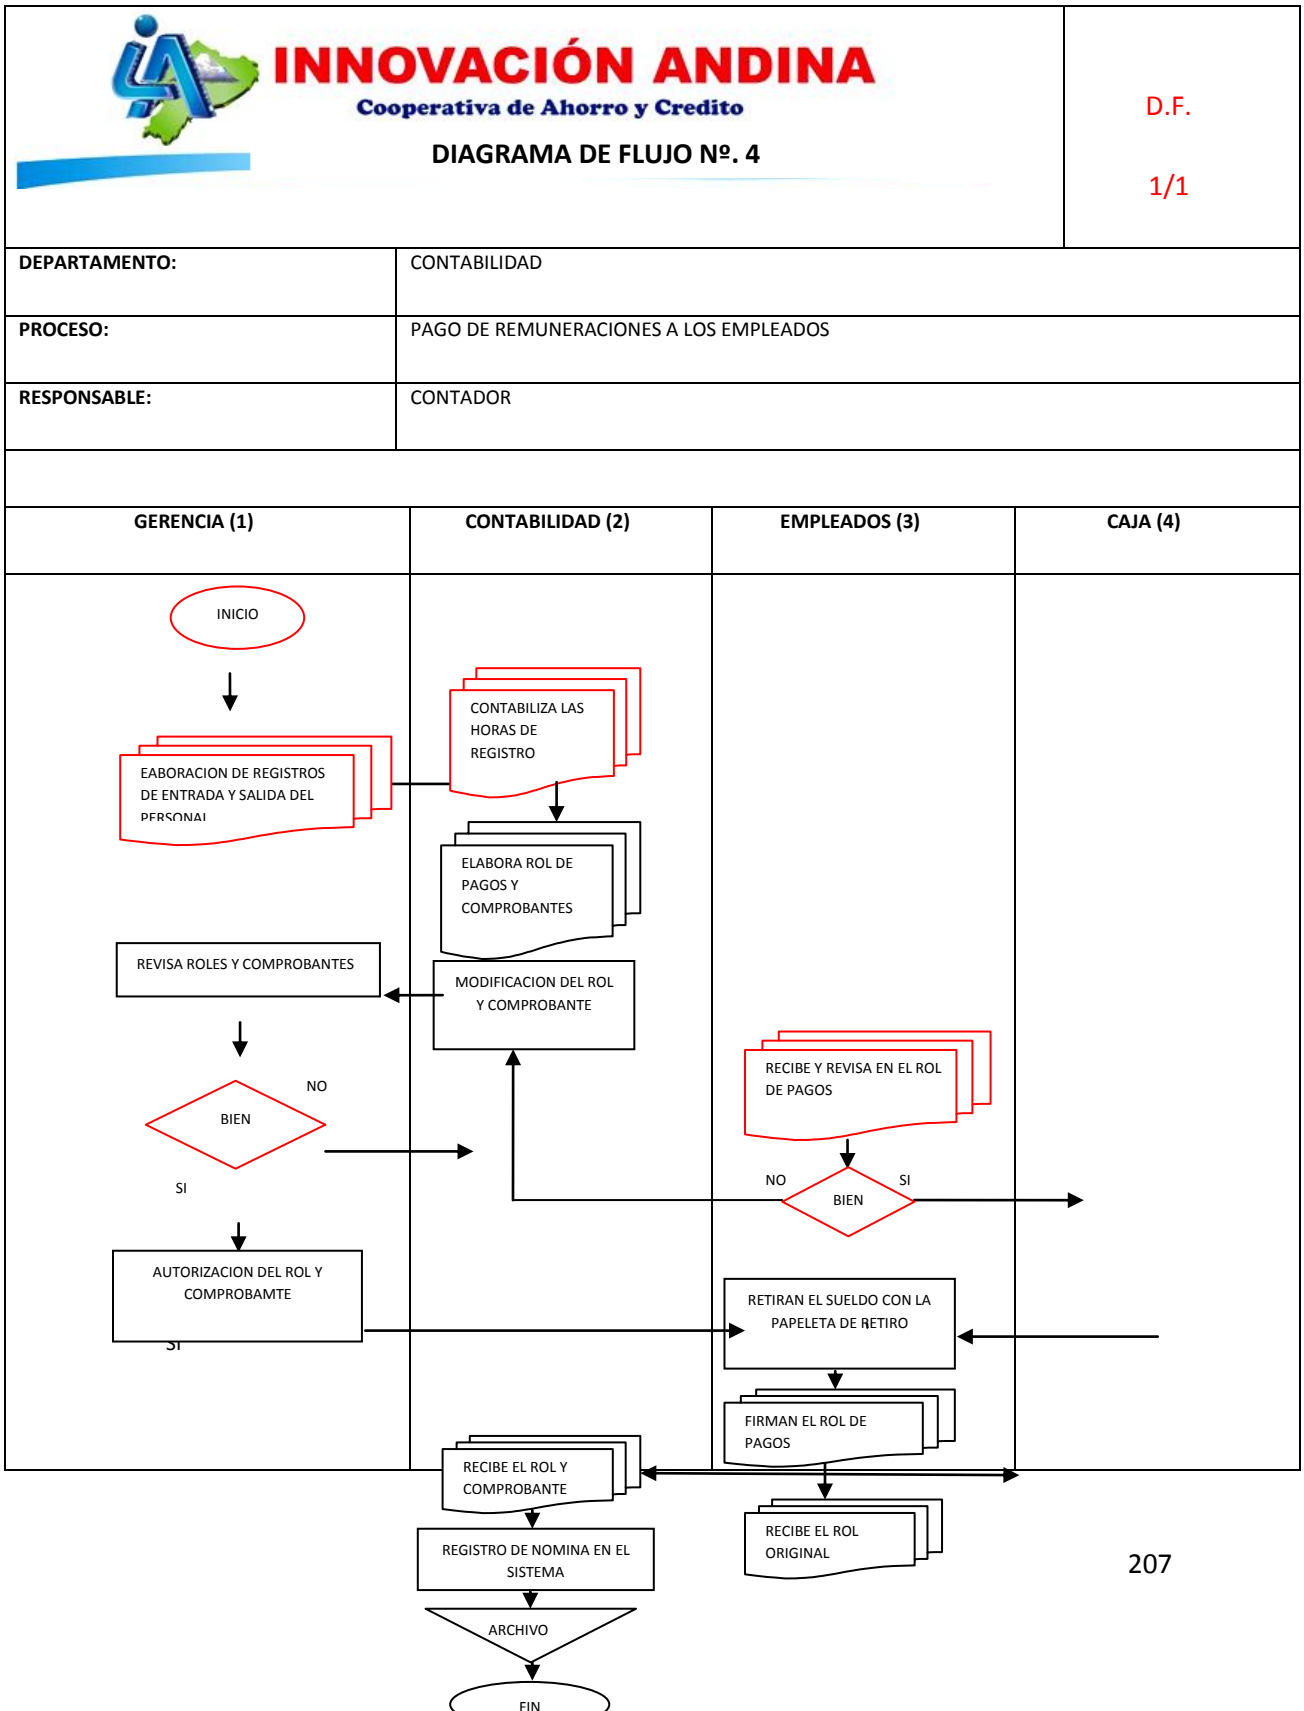 INNOVACIÓN ANDINA
Cooperativa de Ahorro y Credito
DIAGRAMA DE FLUJO Nº. 4
D.F.
1/1
DEPARTAMENTO:
CONTABILIDAD
PROCESO:
PAGO DE REMUNERACIONES A LOS EMPLEADOS
RESPONSABLE:
CONTADOR
GERENCIA (1)
CONTABILIDAD (2)
EMPLEADOS (3)
CAJA (4)
INICIO
CONTABILIZA LAS
HORAS DE
REGISTRO
EABORACION DE REGISTROS
DE ENTRADA Y SALIDA DEL
PERSONAL
ELABORA ROL DE
PAGOS Y
COMPROBANTES
REVISA ROLES Y COMPROBANTES
MODIFICACION DEL ROL
Y COMPROBANTE
RECIBE Y REVISA EN EL ROL
DE PAGOS
NO
BIEN
SI
NO
SI
BIEN
AUTORIZACION DEL ROL Y
COMPROBAMTE
SI
RETIRAN EL SUELDO CON LA
PAPELETA DE RETIRO
FIRMAN EL ROL DE
PAGOS
RECIBE EL ROL Y
COMPROBANTE
RECIBE EL ROL
ORIGINAL
REGISTRO DE NOMINA EN EL
SISTEMA
207
ARCHIVO
FIN